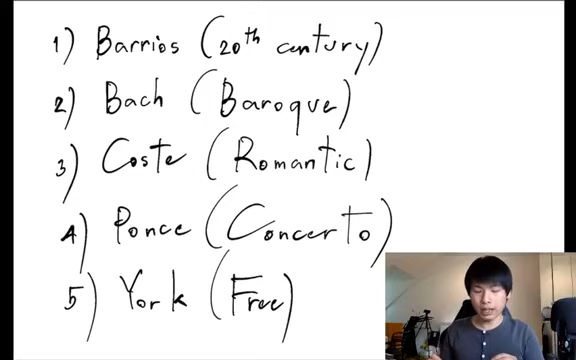 1) Barrios (20th century)
2) Bach (Baroque)
3) Coste (Romantic)
4) Ponce (Concerto)
5) York (Free)